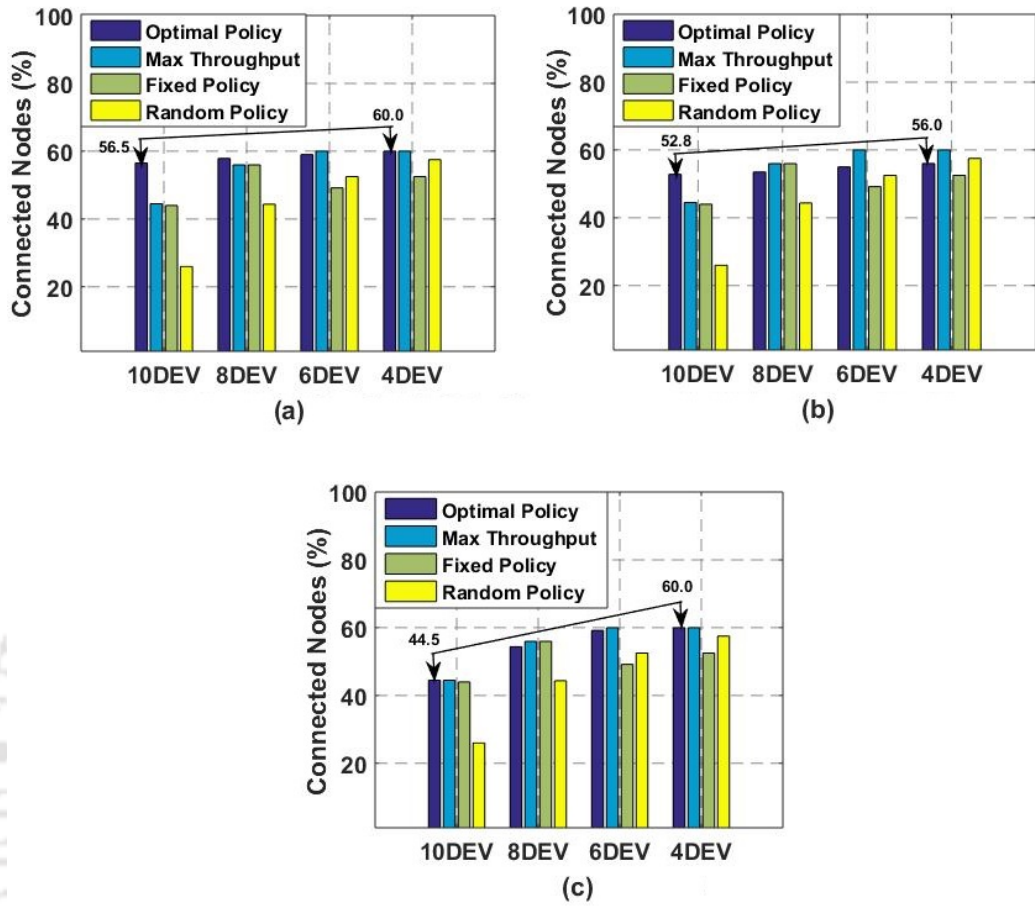 100
80
60
40
20
Connected Nodes (%)
Optimal Policy
Max Throughput
Fixed Policy
Random Policy
56.5
60.0
10DEV 8DEV 6DEV 4DEV
(a)
100
80
60
40
20
Connected Nodes (%)
Optimal Policy
Max Throughput
Fixed Policy
Random Policy
52.8
56.0
10DEV 8DEV 6DEV 4DEV
(b)
100
80
60
40
20
Connected Nodes (%)
Optimal Policy
Max Throughput
Fixed Policy
Random Policy
44.5
60.0
10DEV 8DEV 6DEV 4DEV
(c)